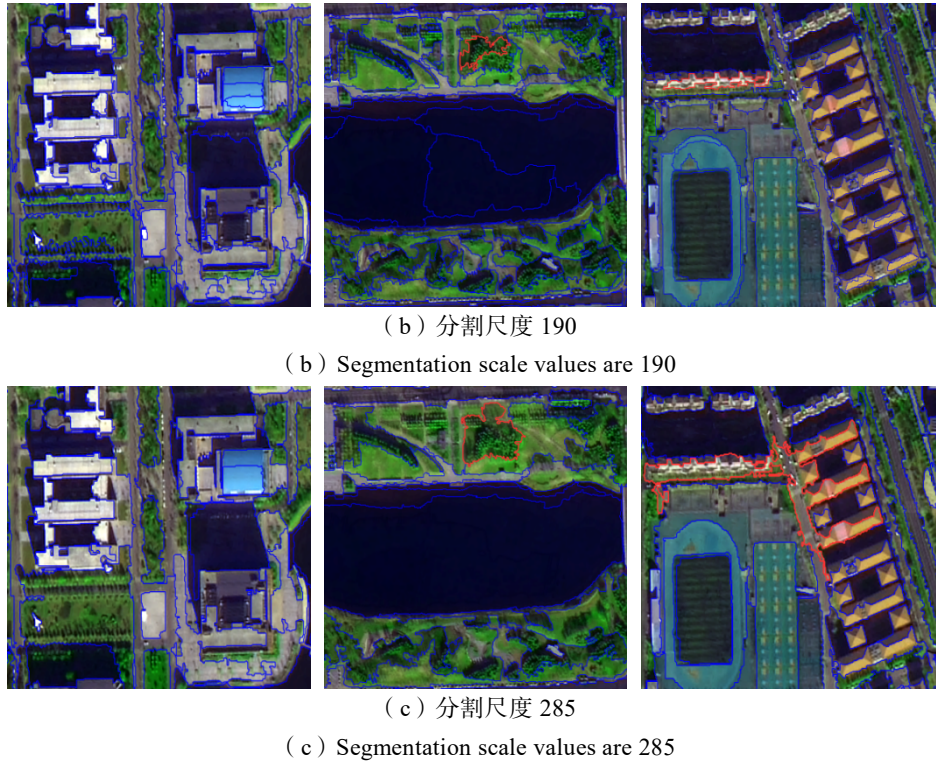 （b）分割尺度 190
（b）Segmentation scale values are 190
（c）分割尺度 285
（c）Segmentation scale values are 285